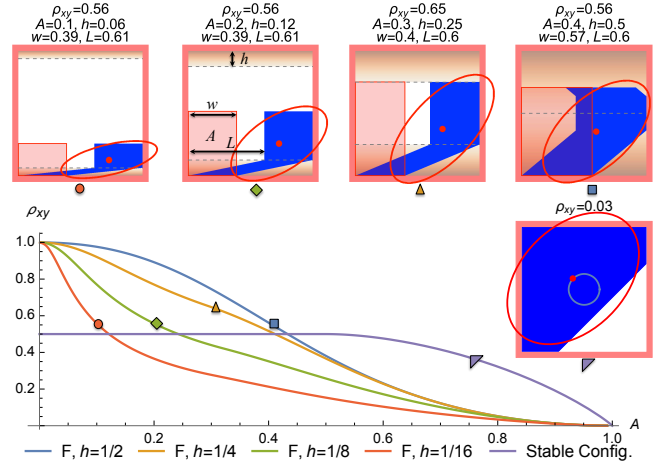 ρxy=0.56
A=0.1, h=0.06
w=0.39, L=0.61
ρxy=0.56
A=0.2, h=0.12
w=0.39, L=0.61
ρxy=0.65
A=0.3, h=0.25
w=0.4, L=0.6
ρxy=0.56
A=0.4, h=0.5
w=0.57, L=0.6
h
w
A
L
ρxy=0.03
ρxy
1.0
0.8
0.6
0.4
0.2
0.2
0.4
0.6
0.8
1.0
A
F, h=1/2
F, h=1/4
F, h=1/8
F, h=1/16
Stable Config.